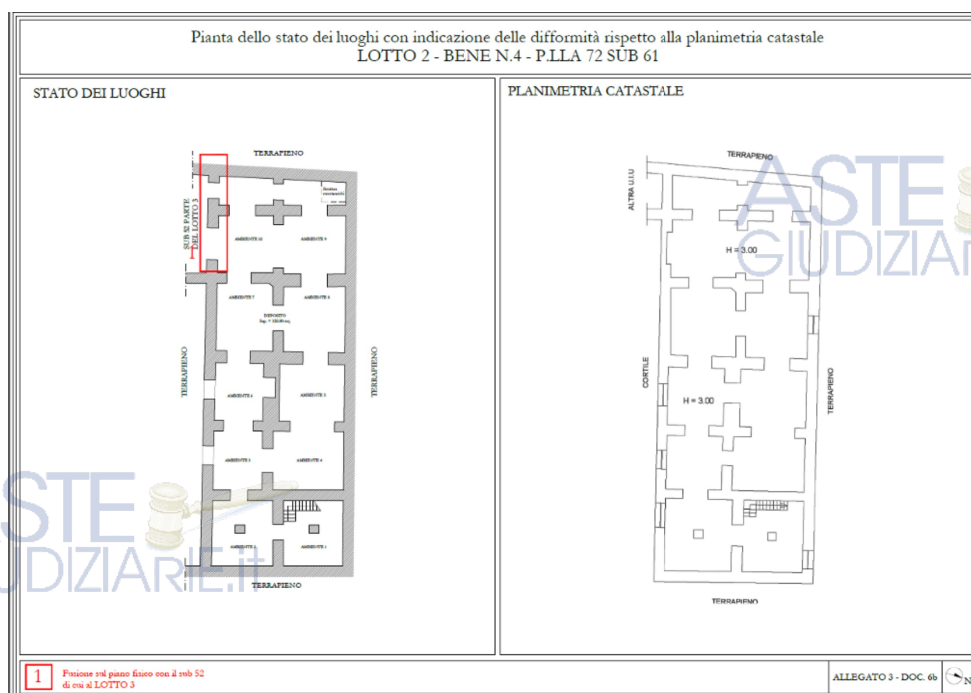 Pianta dello stato dei luoghi con indicazione delle difformità rispetto alla planimetria catastale
LOTTO 2 - BENE N.4 - P.LLA 72 SUB 61
STATO DEI LUOGHI
TERRAPIENO
SUB 52 PARTE
DEL LOTTO 3
1
AMBIENTE 10
AMBIENTE 9
AMBIENTE 7
AMBIENTE 8
DEPOSITO
TERRAPIENO
TERRAPIENO
AMBIENTE 6
AMBIENTE 5
AMBIENTE 3
AMBIENTE 4
AMBIENTE 2
AMBIENTE 1
TERRAPIENO
PLANIMETRIA CATASTALE
TERRAPIENO
ALTRA U.I.U
H = 3.00
CORTILE
TERRAPIENO
H = 3.00
TERRAPIENO
ASTE
GIUDIZIAR
STE
UDIZIARIE.it
1
Fusione sul piano fisico con il sub 52
di cui al LOTTO 3
ALLEGATO 3 - DOC. 6b
N